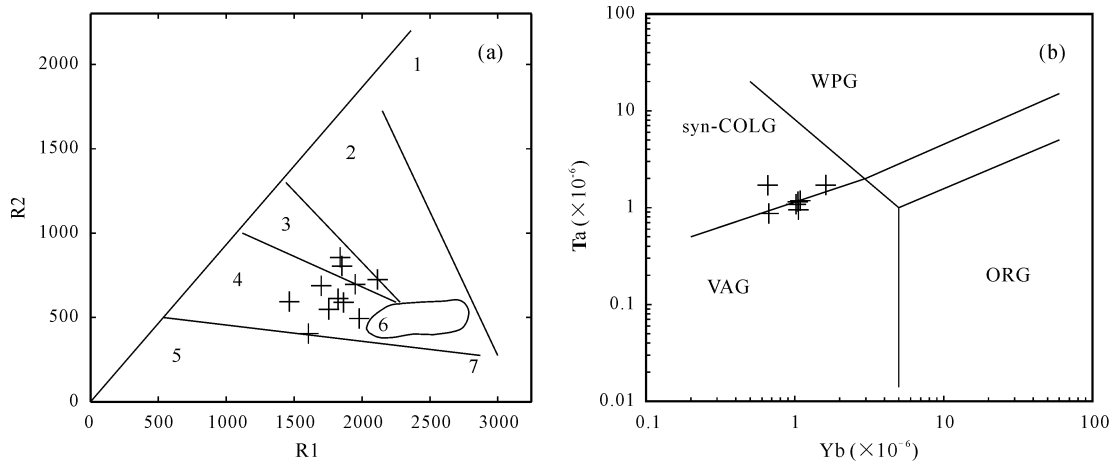 (a)
2000
1500
1000
500
0
R2
1
2
3
4
5
6
7
0 500 1000 1500 2000 2500 3000
R1
(b)
100
10
1
0.1
0.01
Ta (×10⁻⁶)
WPG
syn-COLG
VAG
ORG
0.1 1 10 100
Yb (×10⁻⁶)